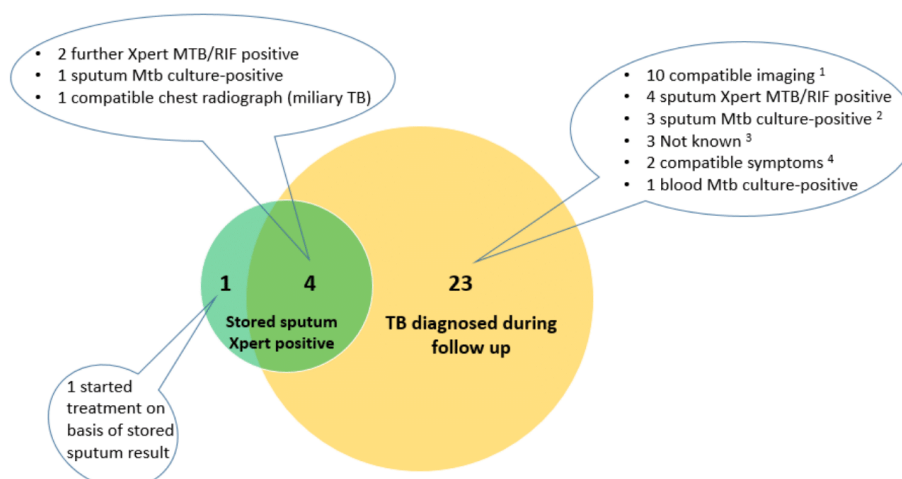 • 2 further Xpert MTB/RIF positive
• 1 sputum Mtb culture-positive
• 1 compatible chest radiograph (miliary TB)
• 10 compatible imaging 1
• 4 sputum Xpert MTB/RIF positive
• 3 sputum Mtb culture-positive 2
• 3 Not known 3
• 2 compatible symptoms 4
• 1 blood Mtb culture-positive
1
4
23
Stored sputum
Xpert positive
TB diagnosed during
follow up
1 started
treatment on
basis of stored
sputum result